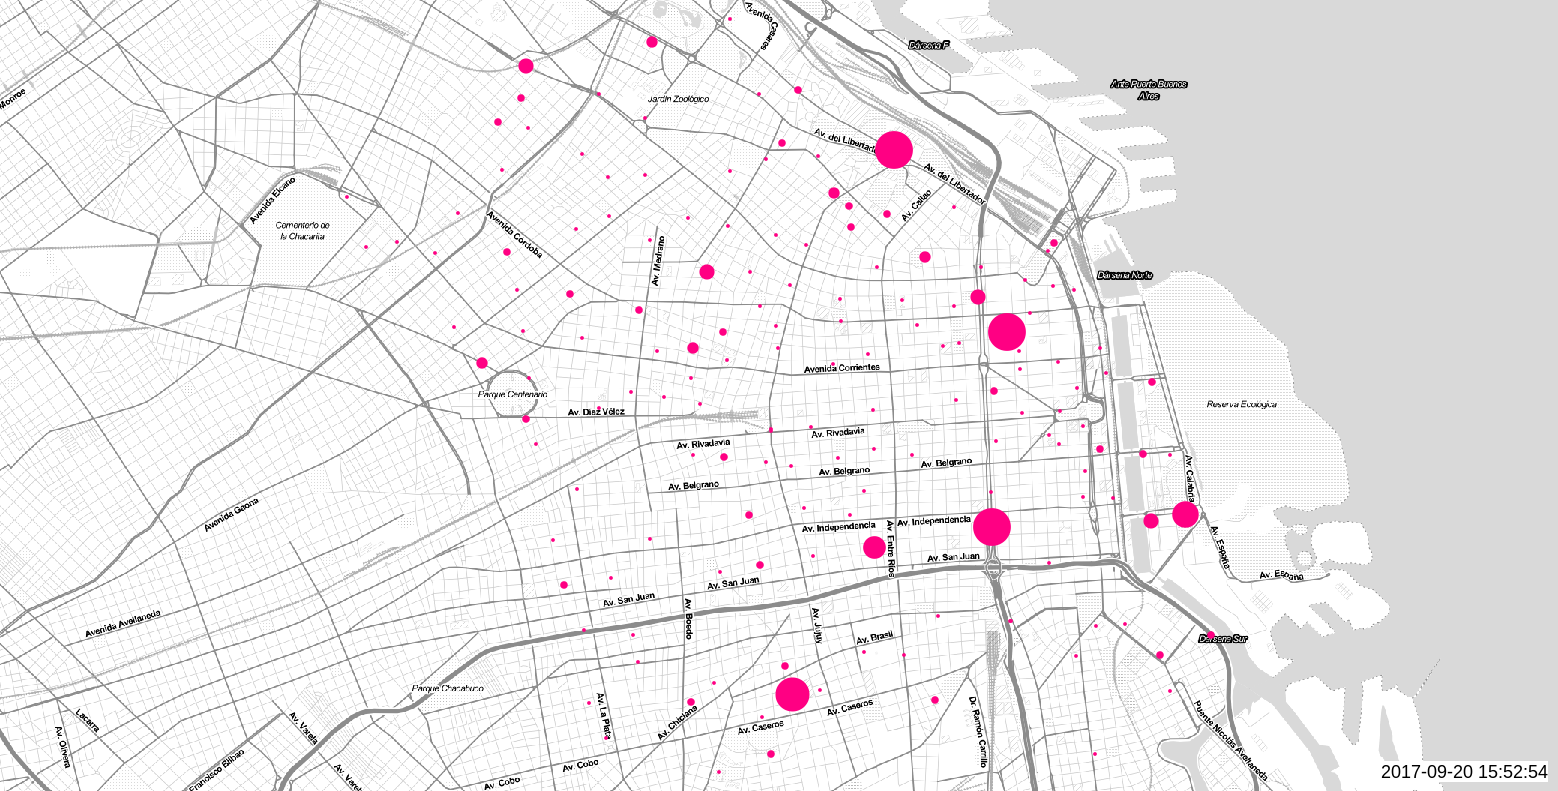 Avenida Casares
Dársena F
Ante Puerto Buenos
Aires
Monroe
Jardín Zoológico
Av. del Libertador
Av. del Libertador
Avenida Elcano
Av. Callao
Cementerio de
la Chacarita
Avenida Córdoba
Av. Medrano
Dársena Norte
Avenida Corrientes
Parque Centenario
Reserva Ecológica
Av. Díaz Vélez
Av. Rivadavia
Av. Rivadavia
Av. Belgrano
Av. Belgrano
Av. Belgrano
Av. Calabria
Avenida Gaona
Av. Independencia
Av. Independencia
Av. Entre Ríos
Av. España
Av. San Juan
Av. España
Av. San Juan
Av. San Juan
Avenida Avellaneda
Av. Boedo
Av. Jujuy
Av. Brasil
Dársena Sur
Parque Chacabuco
Av. La Plata
Av. Chiclana
Av. Caseros
Av. Caseros
Dr. Ramón Carrillo
Puente Nicolás Avellaneda
Lacarra
Av. Olivera
Av. Varela
Francisco Bilbao
Av. Cobo
Av. Cobo
2017-09-20 15:52:54